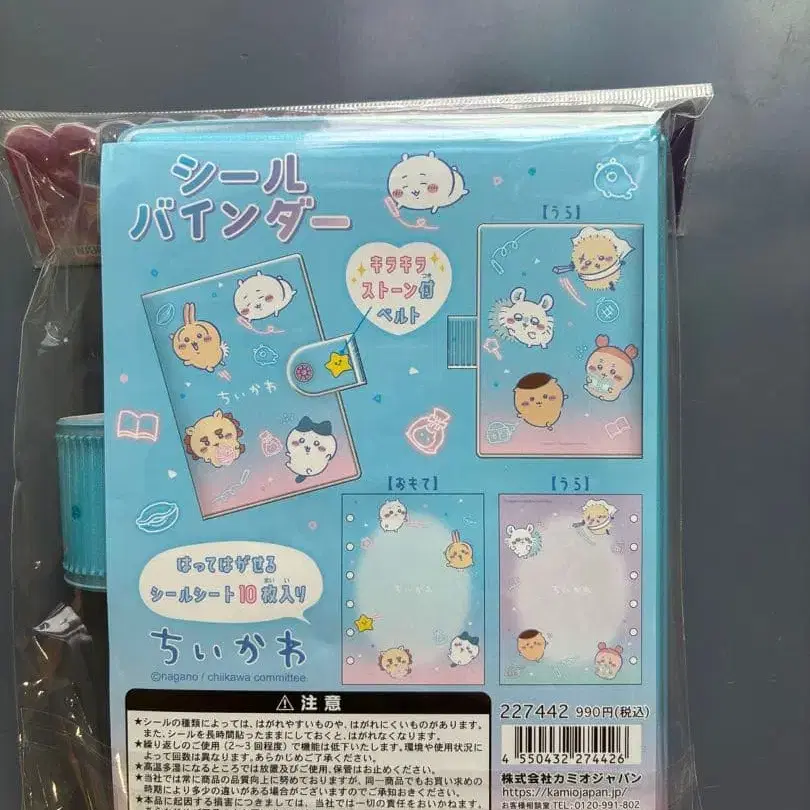 シール
バインダー
キラキラ
ストーン付
つき
ベルト
【うら】
ちいかわ
【おもて】
【うら】
ちいかわ
ちいかわ
はってはがせる
シールシート10枚入り
まい い
ちいかわ
©nagano / chiikawa committee
⚠注意
★シールの種類によっては、はがれやすいものや、はがれにくいものがあります。
また、シールを長時間貼ったままにしておくと、はがれなくなります。
★繰り返しのご使用(2〜3回程度)で機能は低下いたします。環境や使用状況に
よって回数は異なります。あらかじめご了承ください。
★高温多湿になるところでは放置及びご使用、保管はお止めください。
★当社では常に商品の品質向上に努めておりますが、同一商品でもお買い求めの
時期により多少の違いがある場合がございますのでご了承ください。
★本品に起因する損害につきましては、当社では一切の責任をおいかねます
227442 990円(税込)
4 550432 274426
株式会社カミオジャパン
https://kamiojapan.jp/
お客様相談室 TEL:0120-991-802